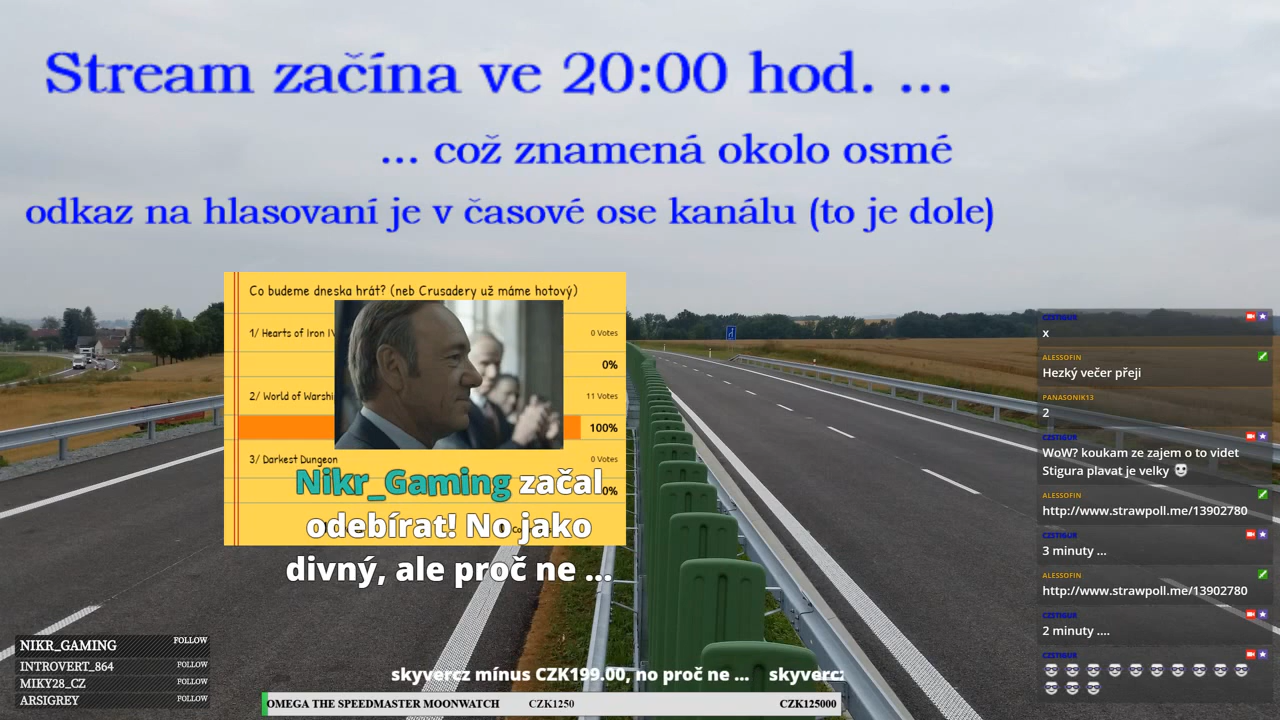 Stream začína ve 20:00 hod. ...
... což znamená okolo osmé
odkaz na hlasovaní je v časové ose kanálu (to je dole)
Co budeme dneska hrát? (neb Crusadery už máme hotový)
1/ Hearts of Iron
0 Votes
0%
2/ World of
11 Votes
100%
3/ Darkest Dungeon
0 Votes
0%
Nikr_Gaming začal
odebírat! No jako
divný, ale proč ne ...
CZSTIGUR
x
ALESSOFIN
Hezký večer přeji
PANASONIK13
2
CZSTIGUR
WoW? koukam ze zajem o to videt
Stigura plavat je velky
ALESSOFIN
http://www.strawpoll.me/13902780
CZSTIGUR
3 minuty ...
ALESSOFIN
http://www.strawpoll.me/13902780
CZSTIGUR
2 minuty ....
CZSTIGUR
NIKR_GAMING FOLLOW
INTROVERT_864 FOLLOW
MIKY28_CZ FOLLOW
ARSIGREY FOLLOW
skyvercz mínus CZK199.00, no proč ne ... skyvercz
OMEGA THE SPEEDMASTER MOONWATCH CZK1250 CZK125000